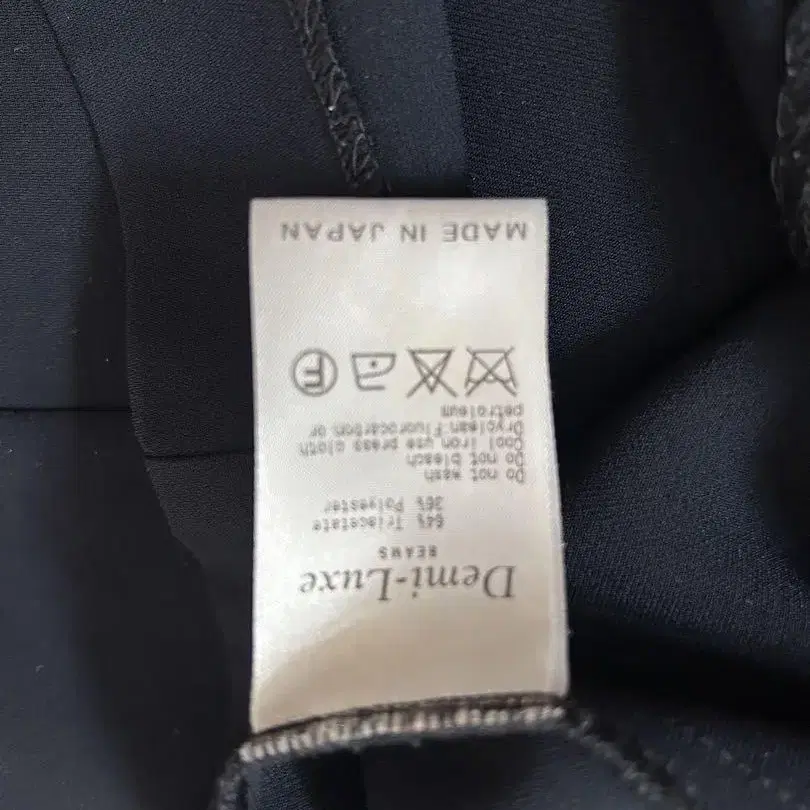 Demi-Luxe
BEAMS
64% Triacetate
36% Polyester
Do not wash
Do not bleach
Cool iron use press cloth
Dryclean Fluorocarbon or
petroleum
F
MADE IN JAPAN